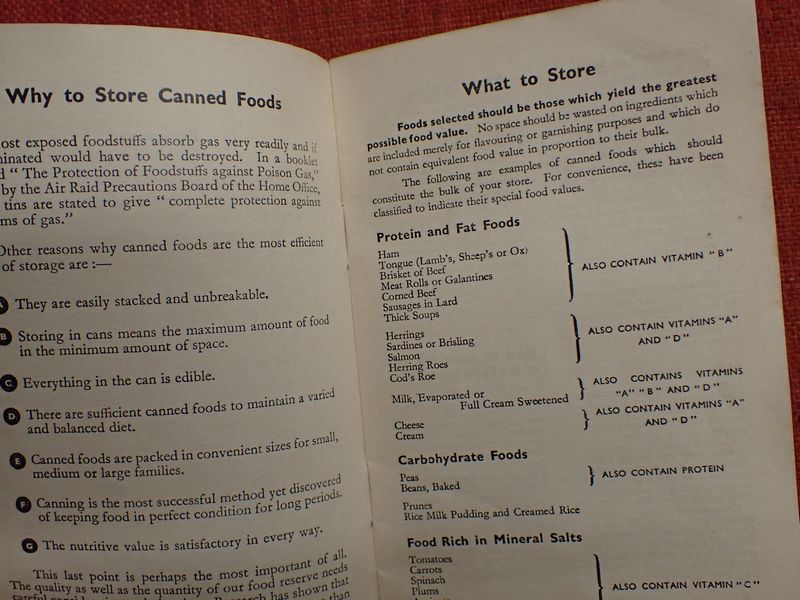 Why to Store Canned Foods
ost exposed foodstuffs absorb gas very readily and if
minated would have to be destroyed. In a booklet
d “ The Protection of Foodstuffs against Poison Gas,”
by the Air Raid Precautions Board of the Home Office,
tins are stated to give “ complete protection against
ms of gas.”
Other reasons why canned foods are the most efficient
of storage are :—
A They are easily stacked and unbreakable.
B Storing in cans means the maximum amount of food
in the minimum amount of space.
C Everything in the can is edible.
D There are sufficient canned foods to maintain a varied
and balanced diet.
E Canned foods are packed in convenient sizes for small,
medium or large families.
F Canning is the most successful method yet discovered
of keeping food in perfect condition for long periods.
G The nutritive value is satisfactory in every way.
This last point is perhaps the most important of all.
The quality as well as the quantity of our food reserve needs
careful Research has shown that
than
What to Store
Foods selected should be those which yield the greatest
possible food value. No space should be wasted on ingredients which
are included merely for flavouring or garnishing purposes and which do
not contain equivalent food value in proportion to their bulk.
The following are examples of canned foods which should
constitute the bulk of your store. For convenience, these have been
classified to indicate their special food values.
Protein and Fat Foods
Ham
Tongue (Lamb's, Sheep's or Ox)
Brisket of Beef
Meat Rolls or Galantines
Corned Beef
Sausages in Lard
Thick Soups
ALSO CONTAIN VITAMIN “ B ”
Herrings
Sardines or Brisling
Salmon
Herring Roes
Cod's Roe
ALSO CONTAIN VITAMINS “A”
AND “ D ”
Milk, Evaporated or
Full Cream Sweetened
ALSO CONTAINS VITAMINS
“A” “ B ” AND “ D ”
Cheese
Cream
ALSO CONTAIN VITAMINS “A”
AND “ D ”
Carbohydrate Foods
Peas
Beans, Baked
ALSO CONTAIN PROTEIN
Prunes
Rice Milk Pudding and Creamed Rice
Food Rich in Mineral Salts
Tomatoes
Carrots
Spinach
Plums
ALSO CONTAIN VITAMIN “ C ”